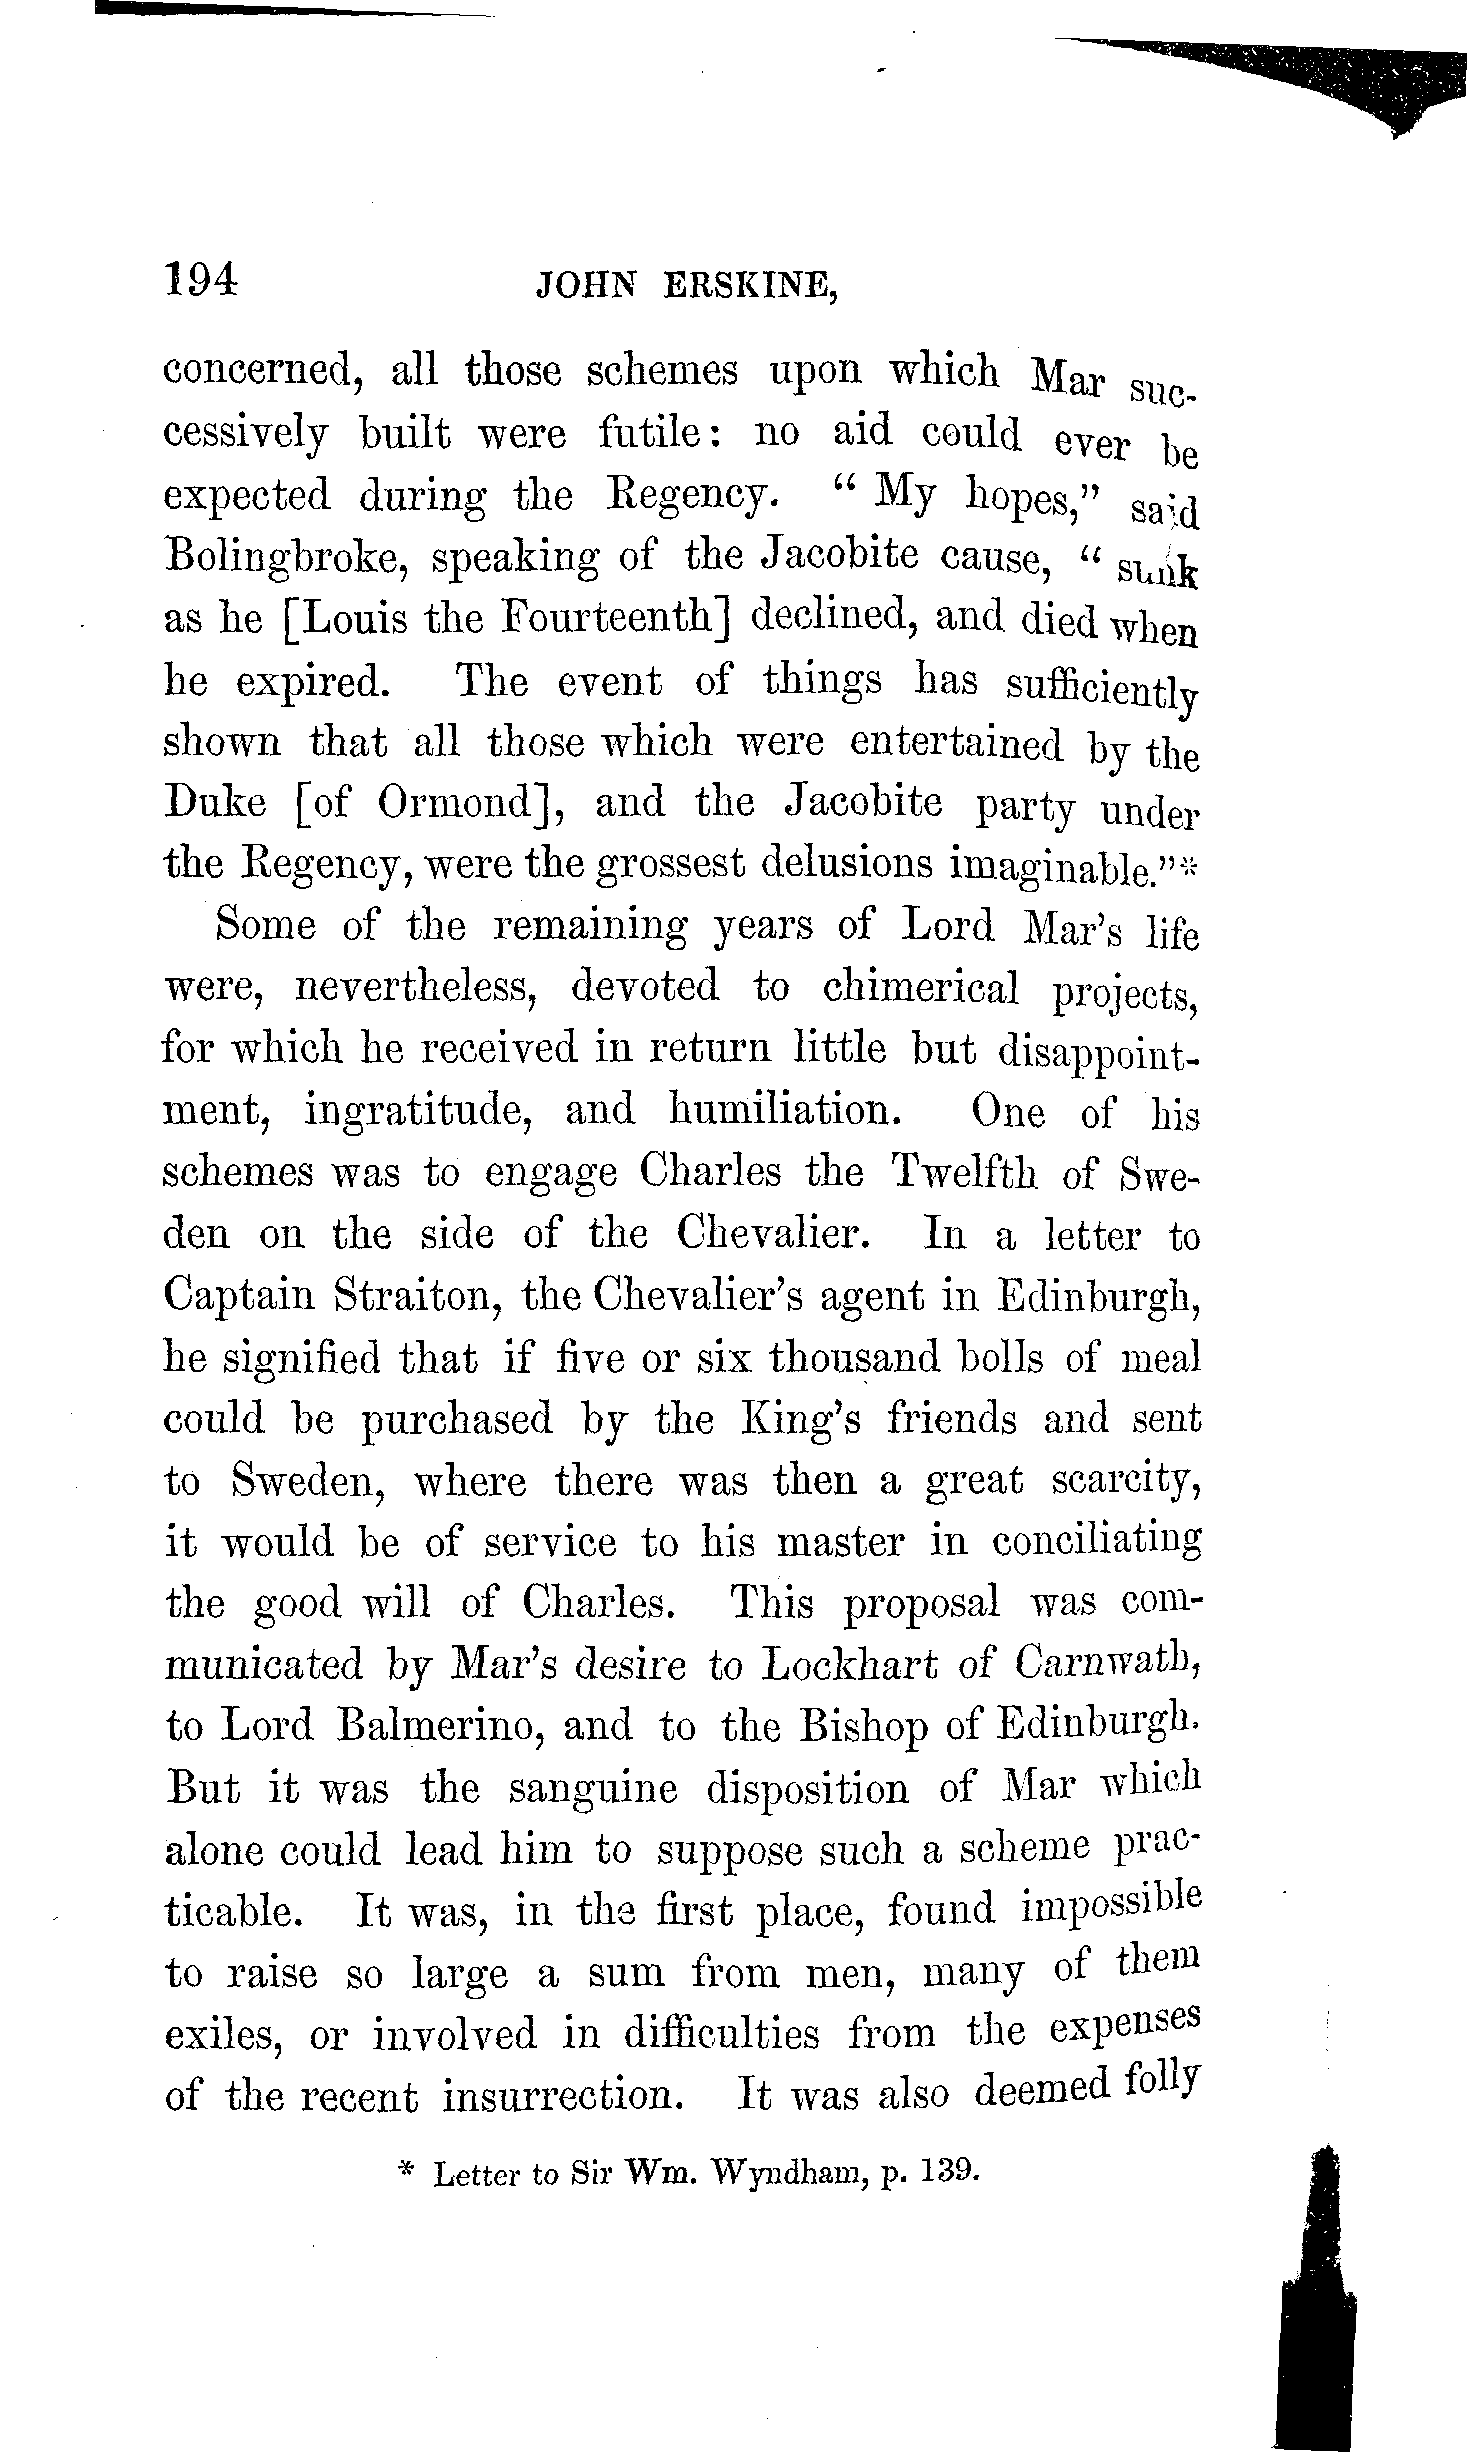 194 JOHN ERSKINE,
concerned, all those schemes upon which Mar suc-
cessively built were futile: no aid could ever be
expected during the Regency. “ My hopes,” said
Bolingbroke, speaking of the Jacobite cause, “ sunk
as he [Louis the Fourteenth] declined, and died when
he expired. The event of things has sufficiently
shown that all those which were entertained by the
Duke [of Ormond], and the Jacobite party under
the Regency, were the grossest delusions imaginable.”*
Some of the remaining years of Lord Mar’s life
were, nevertheless, devoted to chimerical projects,
for which he received in return little but disappoint-
ment, ingratitude, and humiliation. One of his
schemes was to engage Charles the Twelfth of Swe-
den on the side of the Chevalier. In a letter to
Captain Straiton, the Chevalier’s agent in Edinburgh,
he signified that if five or six thousand bolls of meal
could be purchased by the King’s friends and sent
to Sweden, where there was then a great scarcity,
it would be of service to his master in conciliating
the good will of Charles. This proposal was com-
municated by Mar’s desire to Lockhart of Carnwath,
to Lord Balmerino, and to the Bishop of Edinburgh.
But it was the sanguine disposition of Mar which
alone could lead him to suppose such a scheme prac-
ticable. It was, in the first place, found impossible
to raise so large a sum from men, many of them
exiles, or involved in difficulties from the expenses
of the recent insurrection. It was also deemed folly
* Letter to Sir Wm. Wyndham, p. 139.